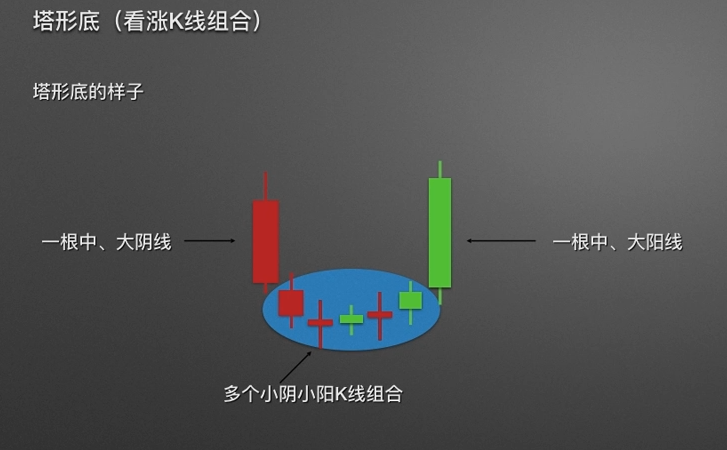 塔形底（看涨K线组合）
塔形底的样子
一根中、大阴线
一根中、大阳线
多个小阴小阳K线组合